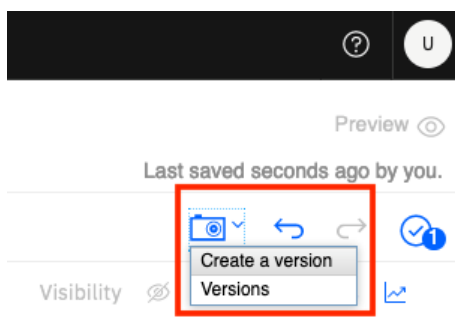 U
Preview
Last saved seconds ago by you.
1
Create a version
Visibility
Versions